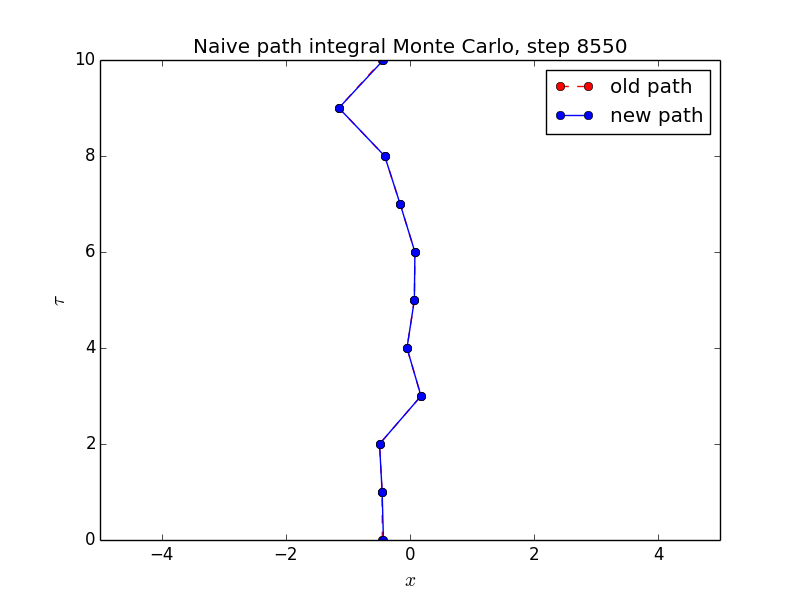 Naive path integral Monte Carlo, step 8550
10
8
6
4
2
0
τ
old path
new path
−4
−2
0
2
4
x